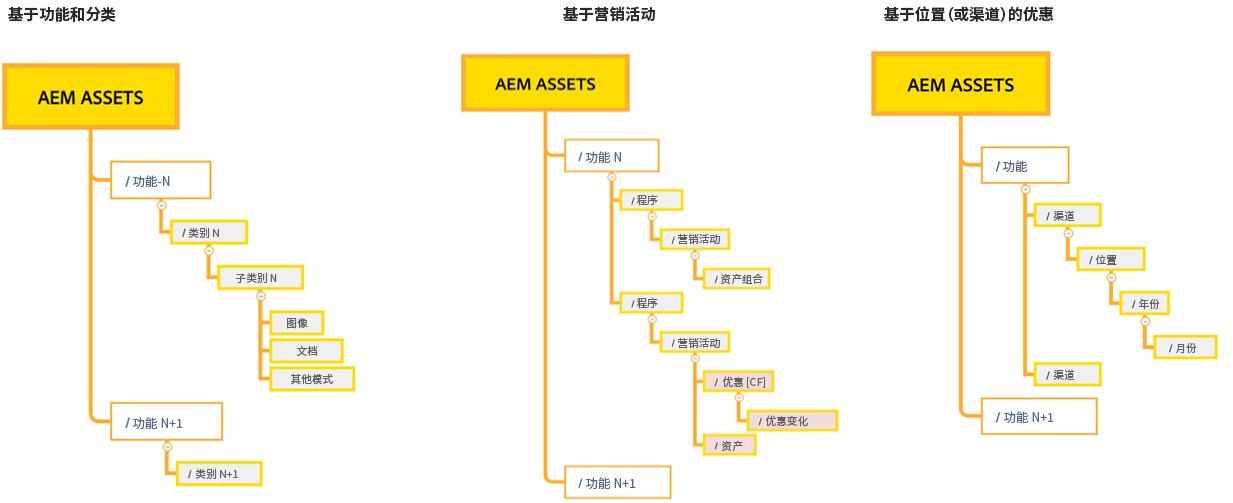 基于功能和分类
AEM ASSETS
/ 功能-N
/ 类别 N
子类别 N
图像
文档
其他模式
/ 功能 N+1
/ 类别 N+1
基于营销活动
AEM ASSETS
/ 功能 N
/ 程序
/ 营销活动
/ 资产组合
/ 程序
/ 营销活动
/ 优惠 [CF]
/ 优惠变化
/ 资产
/ 功能 N+1
基于位置(或渠道)的优惠
AEM ASSETS
/ 功能
/ 渠道
/ 位置
/ 年份
/ 月份
/ 渠道
/ 功能 N+1